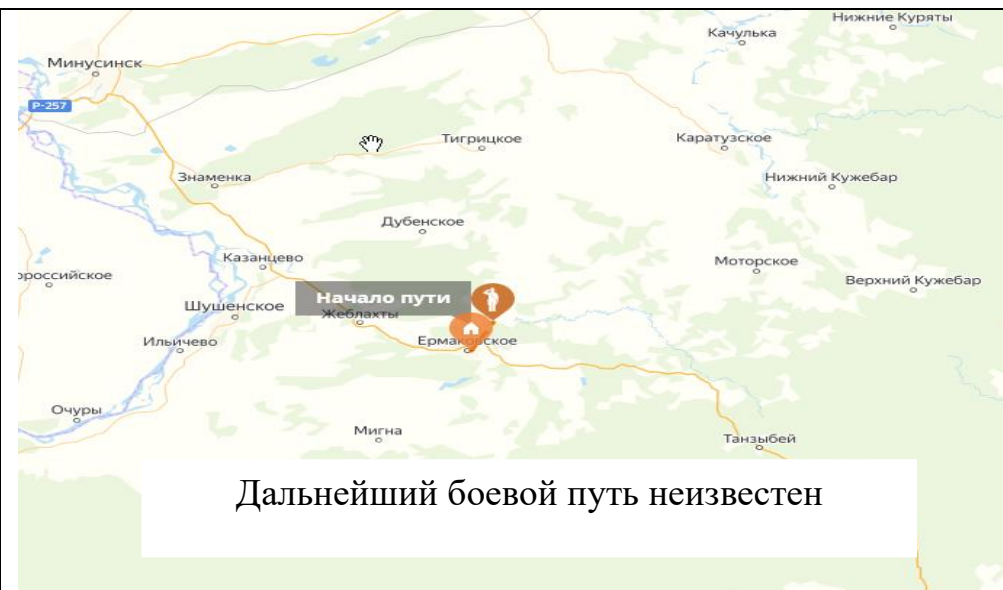 Нижние Куряты
Качулька
Минусинск
Р-257
Тигрицкое
Каратузское
Знаменка
Нижний Кужебар
Дубенское
Казанцево
Моторское
ороссийское
Верхний Кужебар
Начало пути
Шушенское
Жеблахты
Ильичево
Ермаковское
Очуры
Мигна
Танзыбей
Дальнейший боевой путь неизвестен